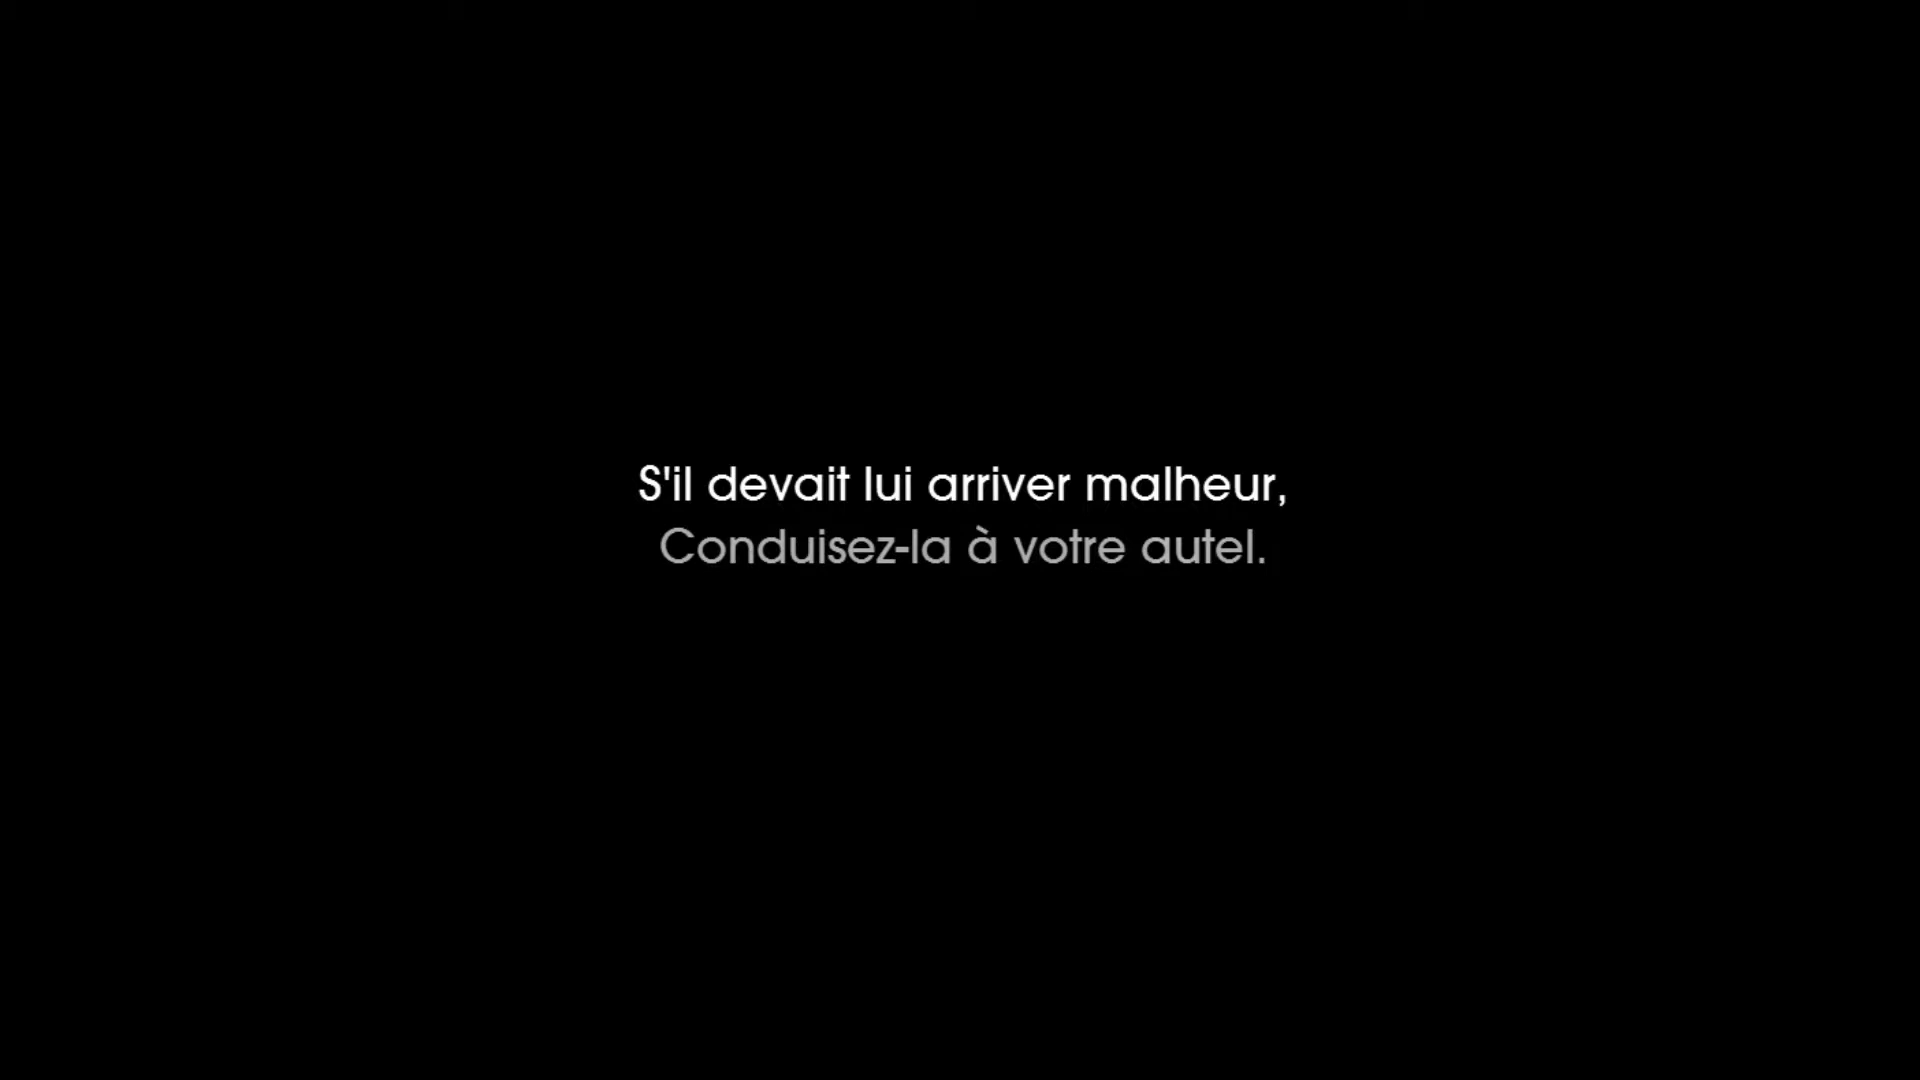 S'il devait lui arriver malheur,
Conduisez-la à votre autel.